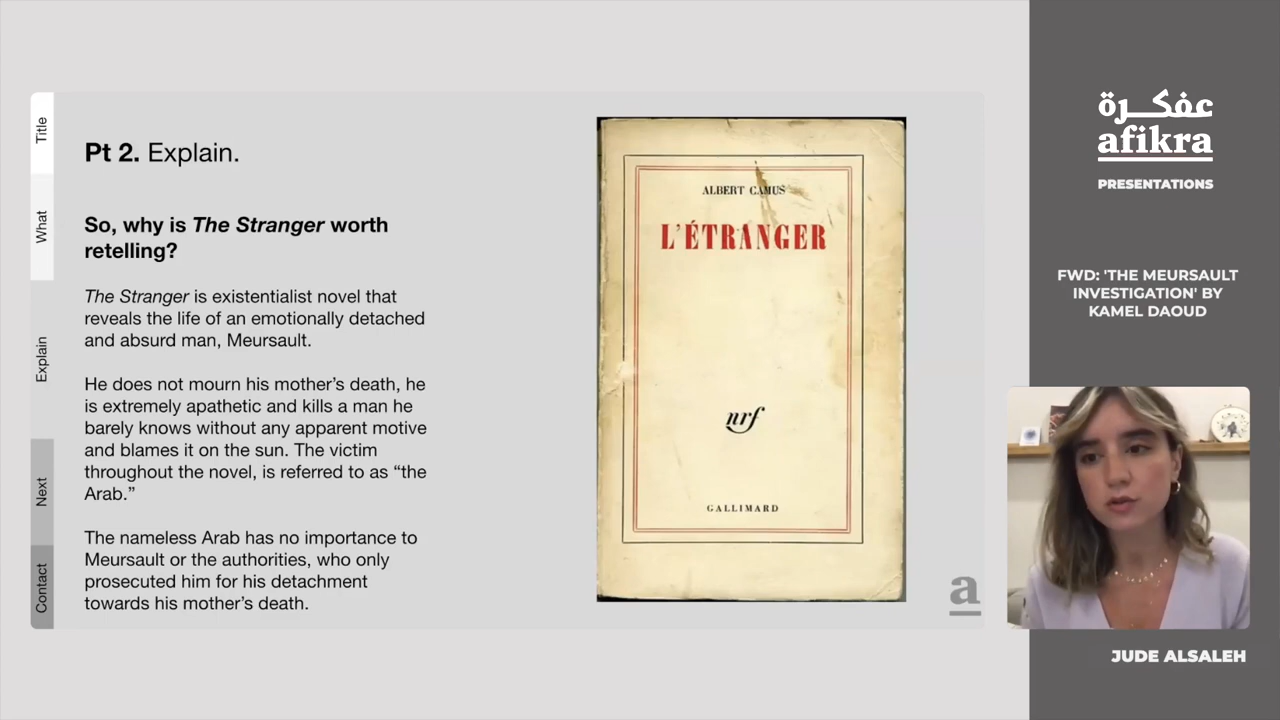 Title
What
Explain
Next
Contact
Pt 2. Explain.
So, why is The Stranger worth
retelling?
The Stranger is existentialist novel that
reveals the life of an emotionally detached
and absurd man, Meursault.
He does not mourn his mother’s death, he
is extremely apathetic and kills a man he
barely knows without any apparent motive
and blames it on the sun. The victim
throughout the novel, is referred to as “the
Arab.”
The nameless Arab has no importance to
Meursault or the authorities, who only
prosecuted him for his detachment
towards his mother’s death.
ALBERT CAMUS
L'ÉTRANGER
nrf
GALLIMARD
a
عفكرة
afikra
PRESENTATIONS
FWD: 'THE MEURSAULT
INVESTIGATION' BY
KAMEL DAOUD
JUDE ALSALEH